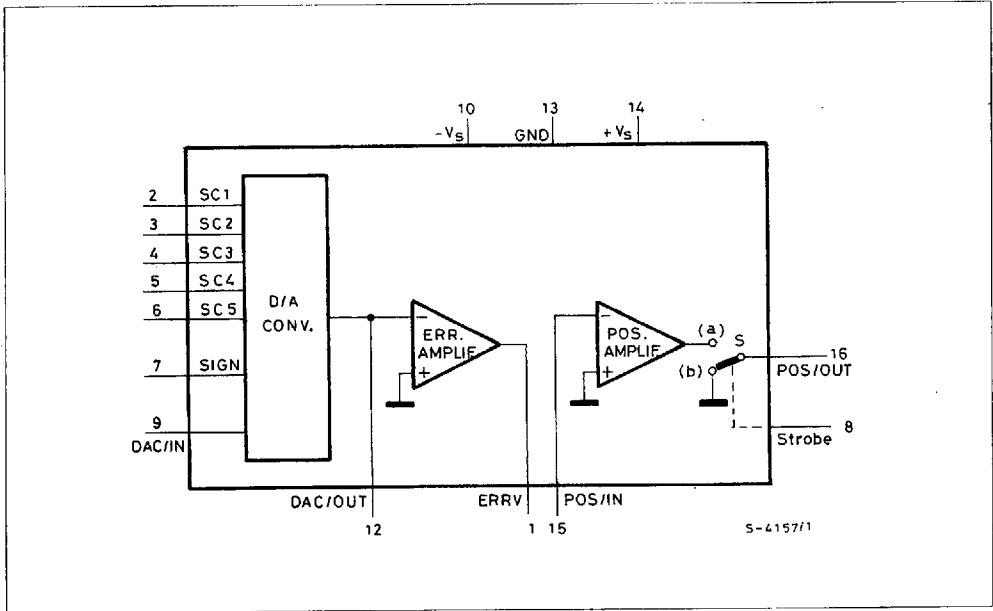 10 13 14
-Vs GND +Vs
2 SC1
3 SC2
4 SC3
5 SC4
6 SC5
7 SIGN
9
DAC/IN
D/A
CONV.
−
ERR.
AMPLIF.
+
−
POS.
AMPLIF.
+
(a)
S
(b)
16
POS/OUT
8
Strobe
DAC/OUT ERRV POS/IN
12 1 15
S-4157/1